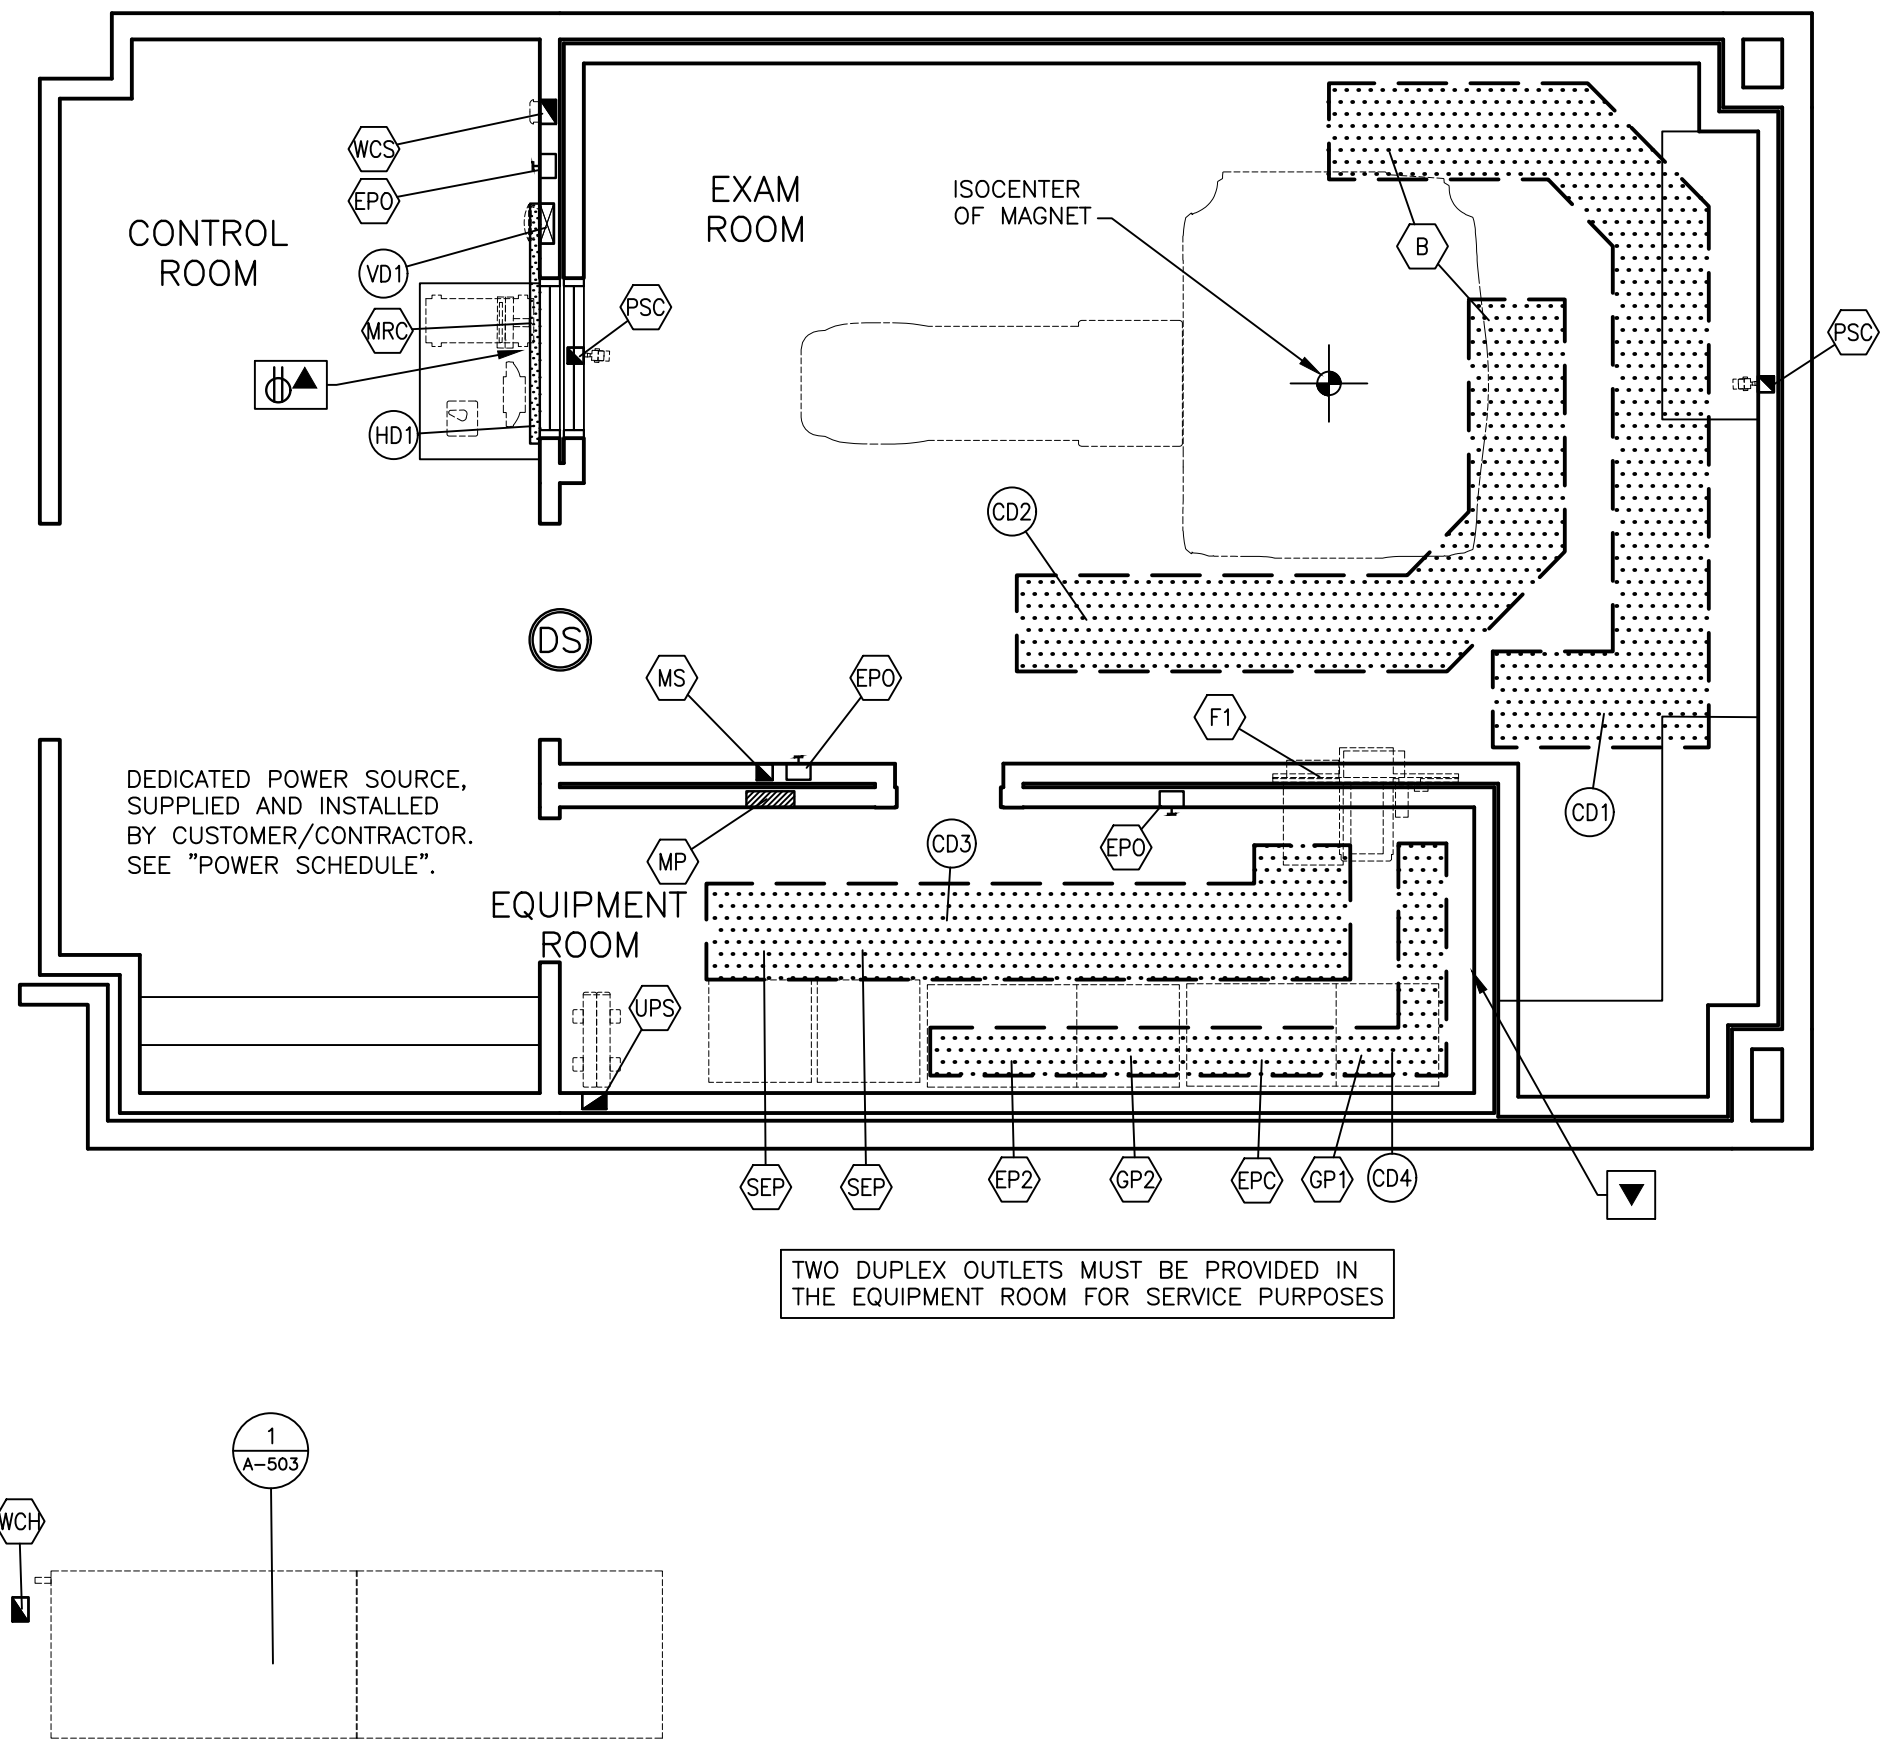 WCS
EPO
CONTROL
ROOM
VD1
MRC
HD1
PSC
EXAM
ROOM
ISOCENTER
OF MAGNET
B
PSC
CD2
DS
MS
EPO
F1
CD1
DEDICATED POWER SOURCE,
SUPPLIED AND INSTALLED
BY CUSTOMER/CONTRACTOR.
SEE "POWER SCHEDULE".
MP
CD3
EPO
EQUIPMENT
ROOM
UPS
SEP
SEP
EP2
GP2
EPC
GP1
CD4
TWO DUPLEX OUTLETS MUST BE PROVIDED IN
THE EQUIPMENT ROOM FOR SERVICE PURPOSES
1
A-503
WCH